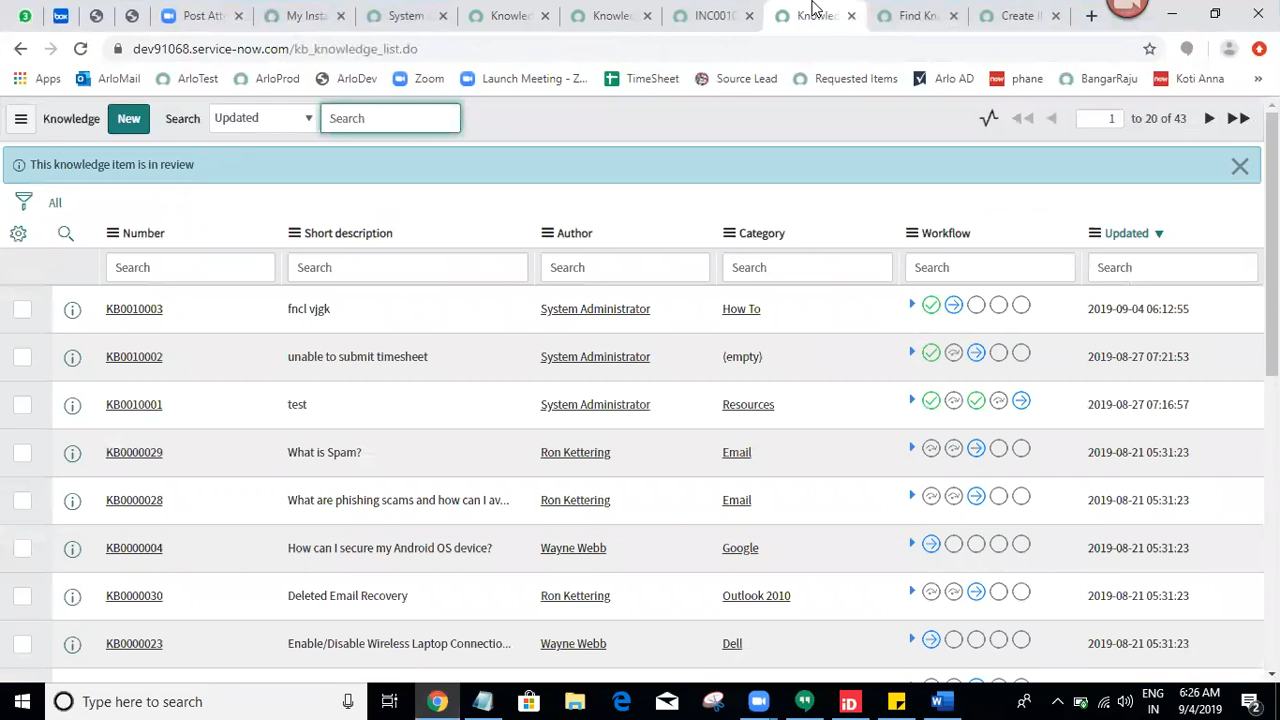 3 box Post Att My Insta System Knowled Knowled INC0010 Knowled Find Kn Create I
dev91068.service-now.com/kb_knowledge_list.do
Apps ArloMail ArloTest ArloProd ArloDev Zoom Launch Meeting - Z... TimeSheet Source Lead Requested Items Arlo AD now phane BangarRaju now Koti Anna »
Knowledge New Search Updated Search 1 to 20 of 43
This knowledge item is in review
All
Number Short description Author Category Workflow Updated
Search Search Search Search Search Search
KB0010003 fncl vjgk System Administrator How To 2019-09-04 06:12:55
KB0010002 unable to submit timesheet System Administrator (empty) 2019-08-27 07:21:53
KB0010001 test System Administrator Resources 2019-08-27 07:16:57
KB0000029 What is Spam? Ron Kettering Email 2019-08-21 05:31:23
KB0000028 What are phishing scams and how can I av... Ron Kettering Email 2019-08-21 05:31:23
KB0000004 How can I secure my Android OS device? Wayne Webb Google 2019-08-21 05:31:23
KB0000030 Deleted Email Recovery Ron Kettering Outlook 2010 2019-08-21 05:31:23
KB0000023 Enable/Disable Wireless Laptop Connectio... Wayne Webb Dell 2019-08-21 05:31:23
Type here to search ENG 6:26 AM
IN 9/4/2019 2